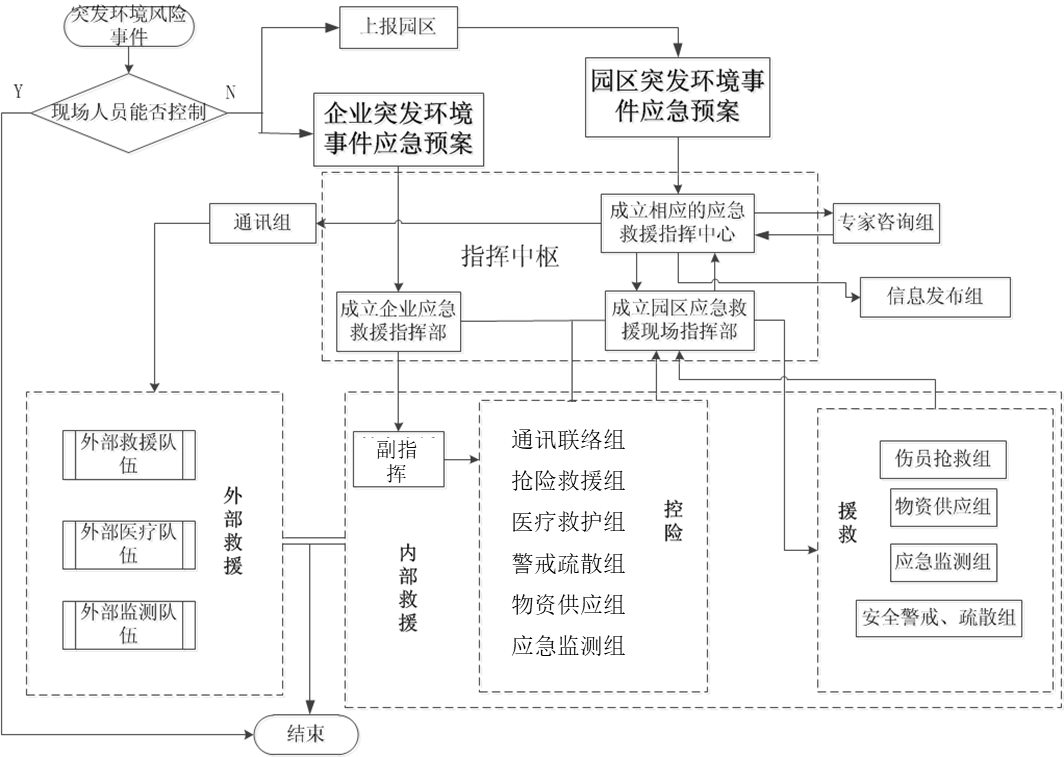 突发环境风险
事件
上报园区
Y
N
现场人员能否控制
企业突发环境
事件应急预案
园区突发环境事
件应急预案
通讯组
成立相应的应急
救援指挥中心
专家咨询组
指挥中枢
信息发布组
成立企业应急
救援指挥部
成立园区应急救
援现场指挥部
外部救援队
伍
外部医疗队
伍
外部监测队
伍
外部救援
副指
挥
内部救援
通讯联络组
抢险救援组
医疗救护组
警戒疏散组
物资供应组
应急监测组
控险
援救
伤员抢救组
物资供应组
应急监测组
安全警戒、疏散组
结束